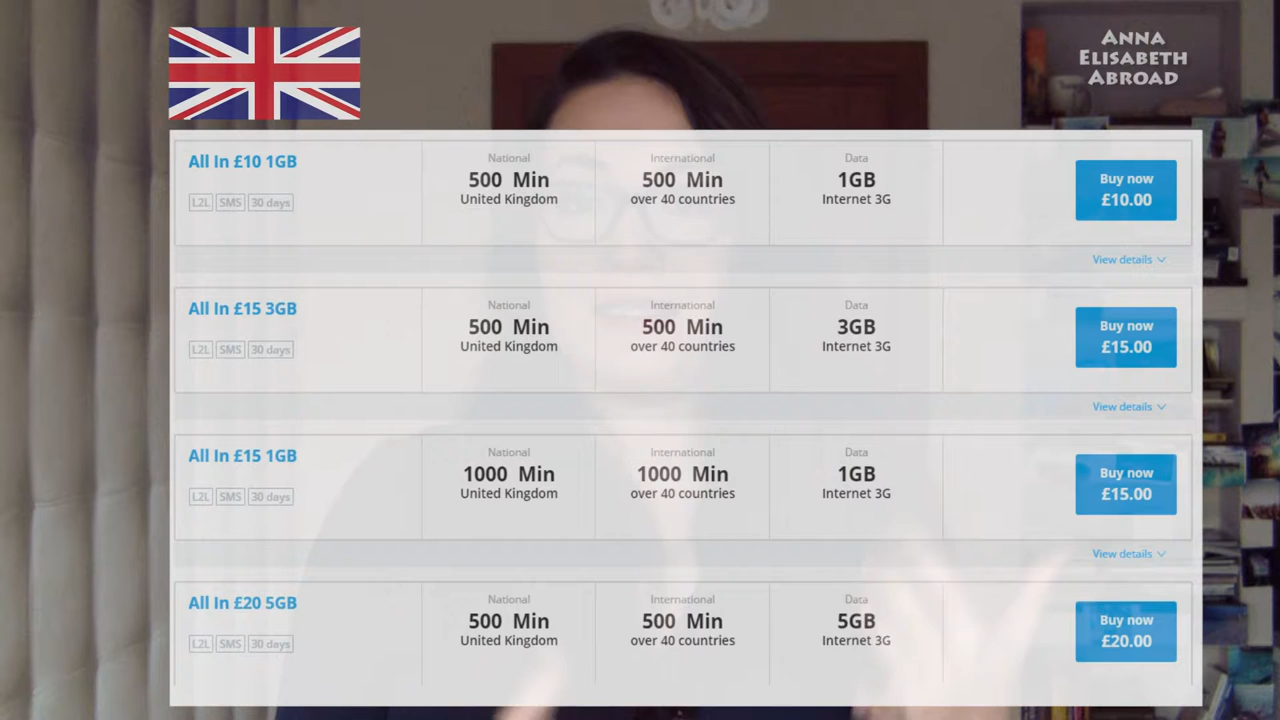 ANNA
ELISABETH
ABROAD
All In £10 1GB
L2L SMS 30 days
National
500 Min
United Kingdom
International
500 Min
over 40 countries
Data
1GB
Internet 3G
Buy now
£10.00
View details
All In £15 3GB
L2L SMS 30 days
National
500 Min
United Kingdom
International
500 Min
over 40 countries
Data
3GB
Internet 3G
Buy now
£15.00
View details
All In £15 1GB
L2L SMS 30 days
National
1000 Min
United Kingdom
International
1000 Min
over 40 countries
Data
1GB
Internet 3G
Buy now
£15.00
View details
All In £20 5GB
L2L SMS 30 days
National
500 Min
United Kingdom
International
500 Min
over 40 countries
Data
5GB
Internet 3G
Buy now
£20.00